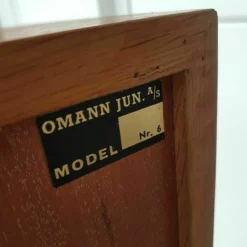 OMANN JUN. A/S
MODEL Nr. 6